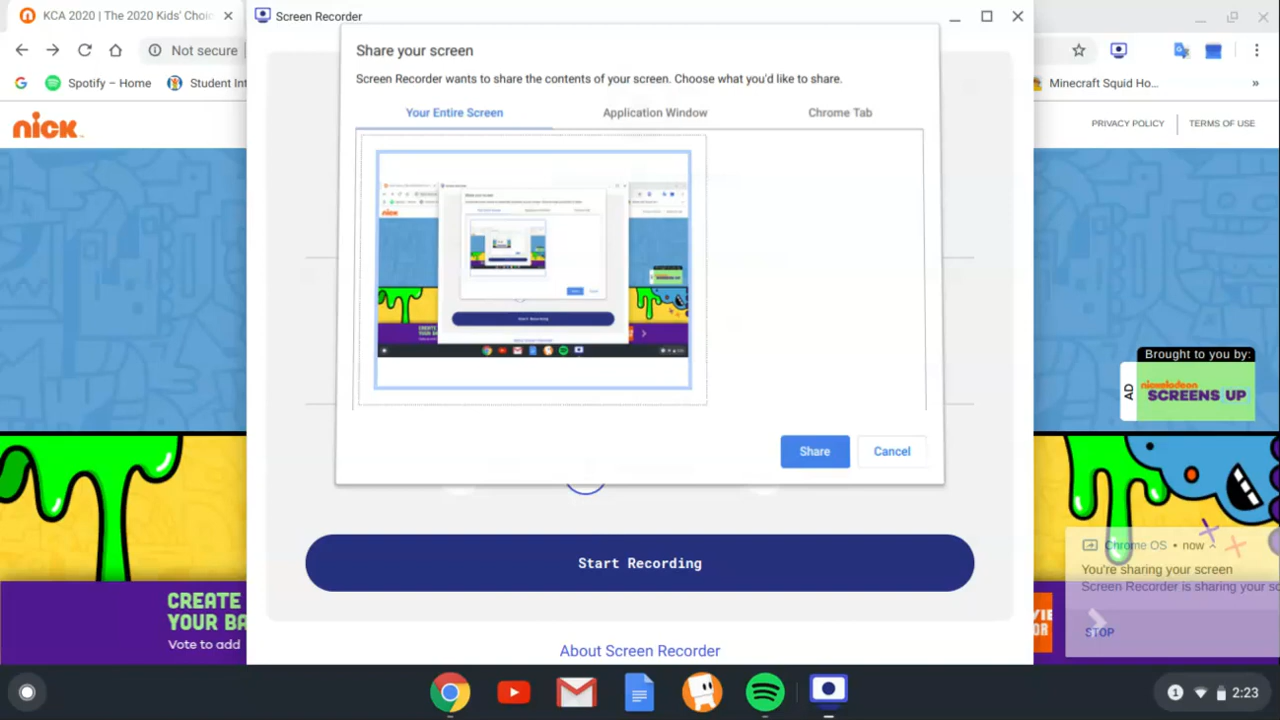 KCA 2020 | The 2020 Kids' Choic
Screen Recorder
Not secure
Spotify – Home
Student Int
Minecraft Squid Ho...
»
Share your screen
Screen Recorder wants to share the contents of your screen. Choose what you'd like to share.
Your Entire Screen
Application Window
Chrome Tab
nick
PRIVACY POLICY
TERMS OF USE
Brought to you by:
AD
nickelodeon
SCREENS UP
Share
Cancel
Start Recording
Chrome OS • now
You're sharing your screen
Screen Recorder is sharing your sc
STOP
CREATE
YOUR BA
Vote to add
About Screen Recorder
1
2:23